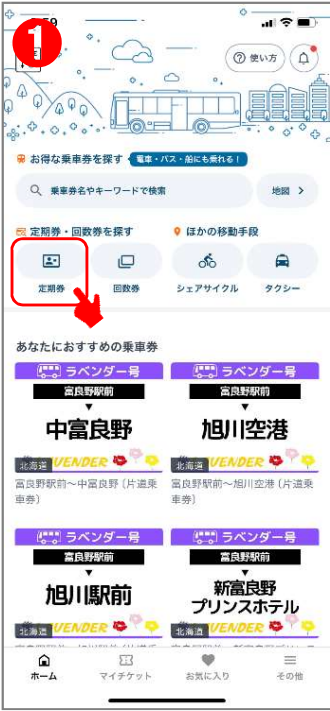 1
59
使い方
お得な乗車券を探す
電車・バス・船にも乗れる!
乗車券名やキーワードで検索
地図 >
定期券・回数券を探す
ほかの移動手段
定期券
回数券
シェアサイクル
タクシー
あなたにおすすめの乗車券
ラベンダー号
富良野駅前
▼
中富良野
北海道
VENDER
富良野駅前〜中富良野 (片道乗
車券)
ラベンダー号
富良野駅前
▼
旭川空港
北海道
VENDER
富良野駅前〜旭川空港 (片道乗
車券)
ラベンダー号
富良野駅前
▼
旭川駅前
北海道
VENDER
ラベンダー号
富良野駅前
▼
新富良野
プリンスホテル
北海道
VENDER
ホーム
マイチケット
お気に入り
その他